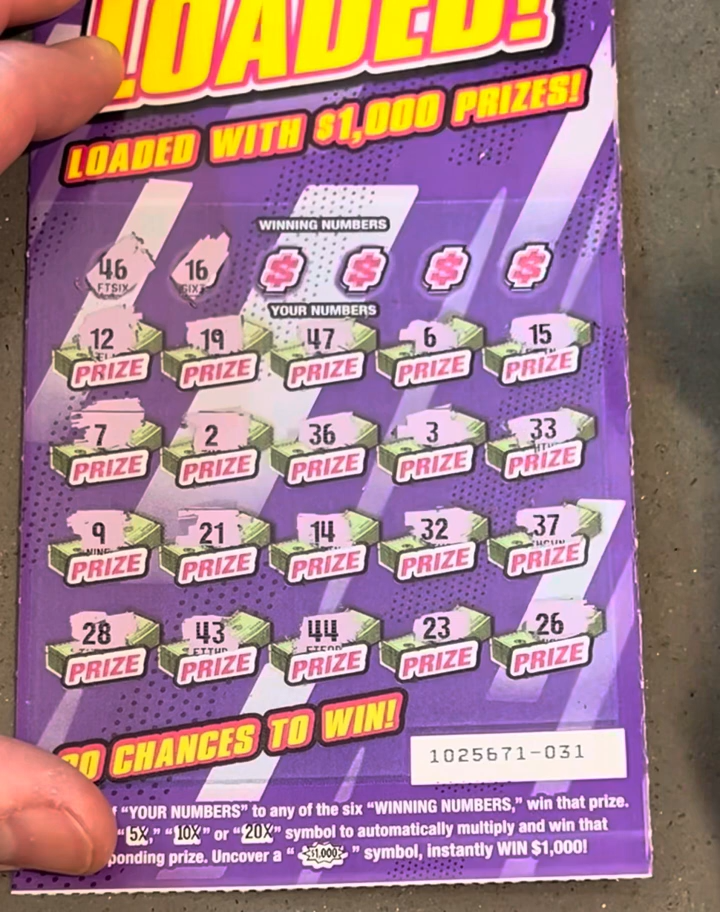 LOADED!
LOADED WITH $1,000 PRIZES!
WINNING NUMBERS
46 16 $ $ $ $
FTSIX SIXT
YOUR NUMBERS
12 19 47 6 15
PRIZE PRIZE PRIZE PRIZE PRIZE
7 2 36 3 33
PRIZE PRIZE PRIZE PRIZE PRIZE
9 21 14 32 37
NINE
PRIZE PRIZE PRIZE PRIZE PRIZE
28 43 44 23 26
PRIZE PRIZE PRIZE PRIZE PRIZE
CHANCES TO WIN!
1025671-031
"YOUR NUMBERS" to any of the six "WINNING NUMBERS," win that prize.
"5X," "10X" or "20X" symbol to automatically multiply and win that
ponding prize. Uncover a "$1,000" symbol, instantly WIN $1,000!